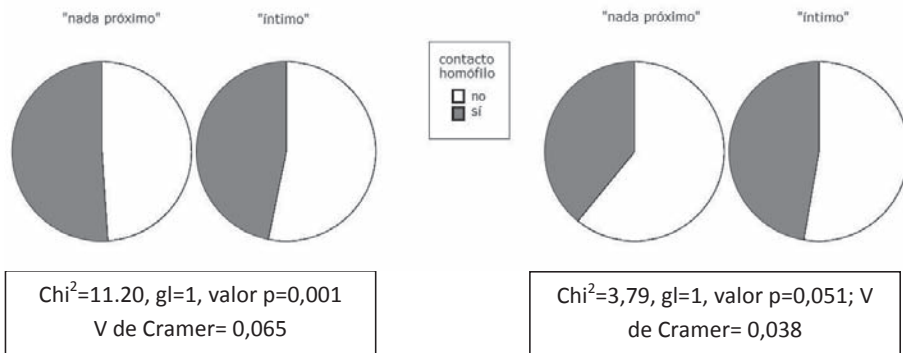 "nada próximo" "íntimo"
"nada próximo" "íntimo"
contacto
homófilo
no
sí
Chi²=11.20, gl=1, valor p=0,001
V de Cramer= 0,065
Chi²=3,79, gl=1, valor p=0,051; V
de Cramer= 0,038